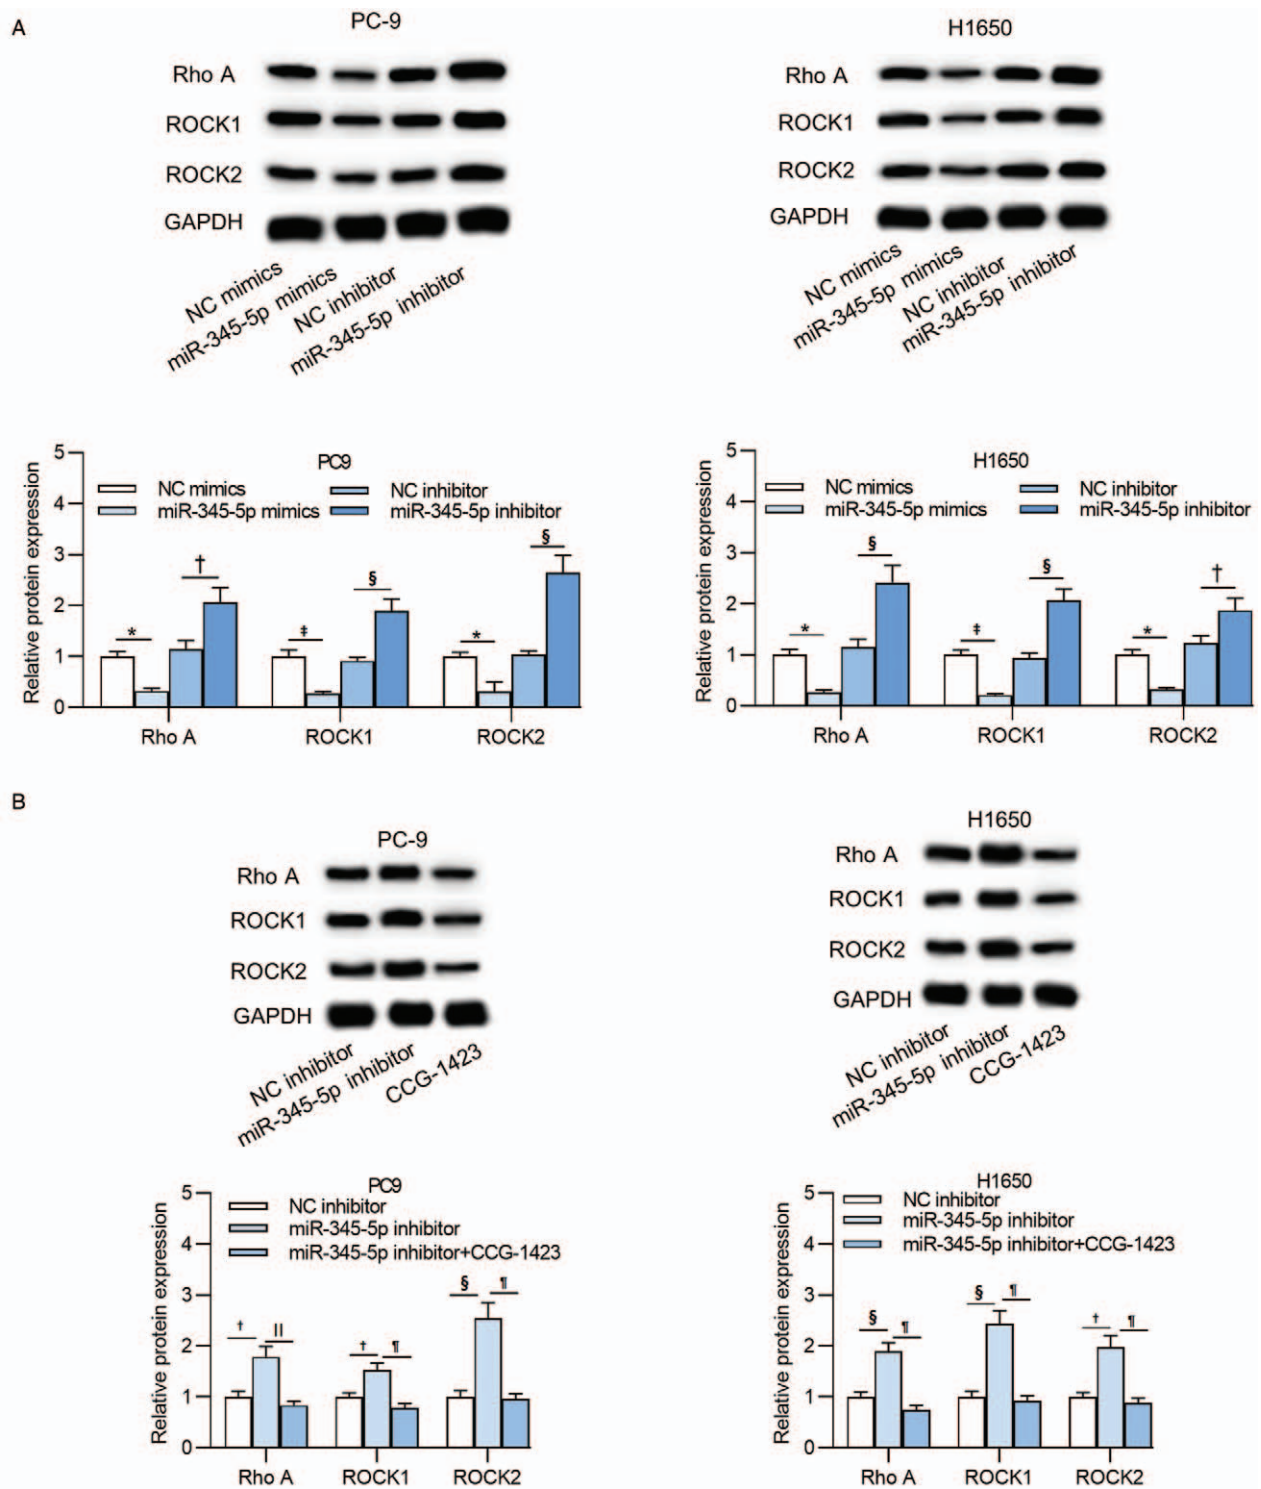 A
PC-9
Rho A
ROCK1
ROCK2
GAPDH
NC mimics
miR-345-5p mimics
NC inhibitor
miR-345-5p inhibitor
H1650
Rho A
ROCK1
ROCK2
GAPDH
NC mimics
miR-345-5p mimics
NC inhibitor
miR-345-5p inhibitor
PC9
NC mimics
miR-345-5p mimics
NC inhibitor
miR-345-5p inhibitor
Relative protein expression
5
4
3
2
1
0
* †
‡ §
* §
Rho A ROCK1 ROCK2
H1650
NC mimics
miR-345-5p mimics
NC inhibitor
miR-345-5p inhibitor
Relative protein expression
5
4
3
2
1
0
* §
‡ §
* †
Rho A ROCK1 ROCK2
B
PC-9
Rho A
ROCK1
ROCK2
GAPDH
NC inhibitor
miR-345-5p inhibitor
CCG-1423
H1650
Rho A
ROCK1
ROCK2
GAPDH
NC inhibitor
miR-345-5p inhibitor
CCG-1423
PC9
NC inhibitor
miR-345-5p inhibitor
miR-345-5p inhibitor+CCG-1423
Relative protein expression
5
4
3
2
1
0
† ||
† ¶
§ ¶
Rho A ROCK1 ROCK2
H1650
NC inhibitor
miR-345-5p inhibitor
miR-345-5p inhibitor+CCG-1423
Relative protein expression
5
4
3
2
1
0
§ ¶
§ ¶
† ¶
Rho A ROCK1 ROCK2